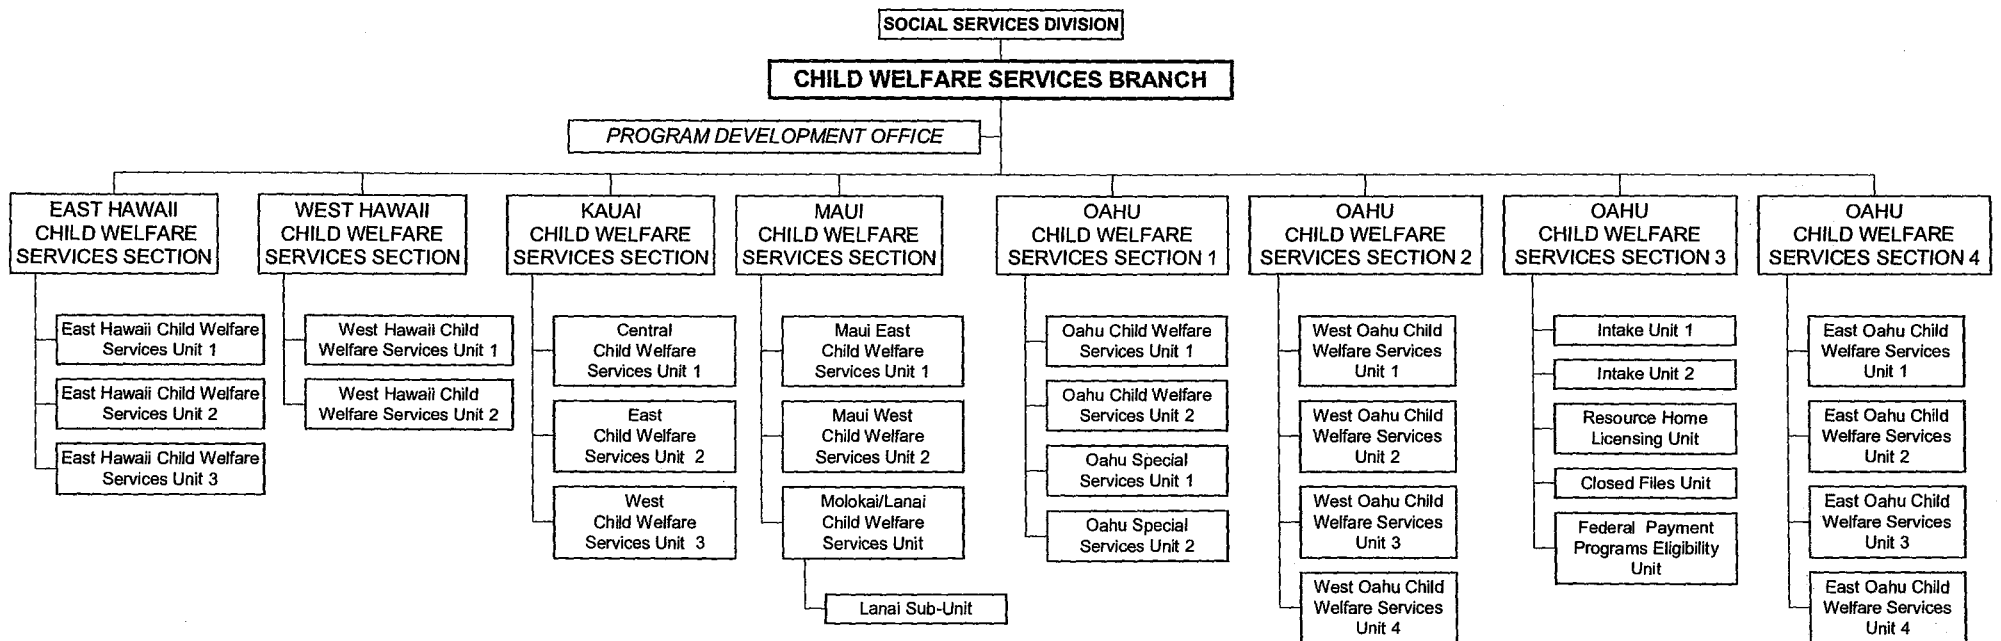 SOCIAL SERVICES DIVISION
CHILD WELFARE SERVICES BRANCH
PROGRAM DEVELOPMENT OFFICE
EAST HAWAII
CHILD WELFARE
SERVICES SECTION
East Hawaii Child Welfare
Services Unit 1
East Hawaii Child Welfare
Services Unit 2
East Hawaii Child Welfare
Services Unit 3
WEST HAWAII
CHILD WELFARE
SERVICES SECTION
West Hawaii Child
Welfare Services Unit 1
West Hawaii Child
Welfare Services Unit 2
KAUAI
CHILD WELFARE
SERVICES SECTION
Central
Child Welfare
Services Unit 1
East
Child Welfare
Services Unit 2
West
Child Welfare
Services Unit 3
MAUI
CHILD WELFARE
SERVICES SECTION
Maui East
Child Welfare
Services Unit 1
Maui West
Child Welfare
Services Unit 2
Molokai/Lanai
Child Welfare
Services Unit
Lanai Sub-Unit
OAHU
CHILD WELFARE
SERVICES SECTION 1
Oahu Child Welfare
Services Unit 1
Oahu Child Welfare
Services Unit 2
Oahu Special
Services Unit 1
Oahu Special
Services Unit 2
OAHU
CHILD WELFARE
SERVICES SECTION 2
West Oahu Child
Welfare Services
Unit 1
West Oahu Child
Welfare Services
Unit 2
West Oahu Child
Welfare Services
Unit 3
West Oahu Child
Welfare Services
Unit 4
OAHU
CHILD WELFARE
SERVICES SECTION 3
Intake Unit 1
Intake Unit 2
Resource Home
Licensing Unit
Closed Files Unit
Federal Payment
Programs Eligibility
Unit
OAHU
CHILD WELFARE
SERVICES SECTION 4
East Oahu Child
Welfare Services
Unit 1
East Oahu Child
Welfare Services
Unit 2
East Oahu Child
Welfare Services
Unit 3
East Oahu Child
Welfare Services
Unit 4